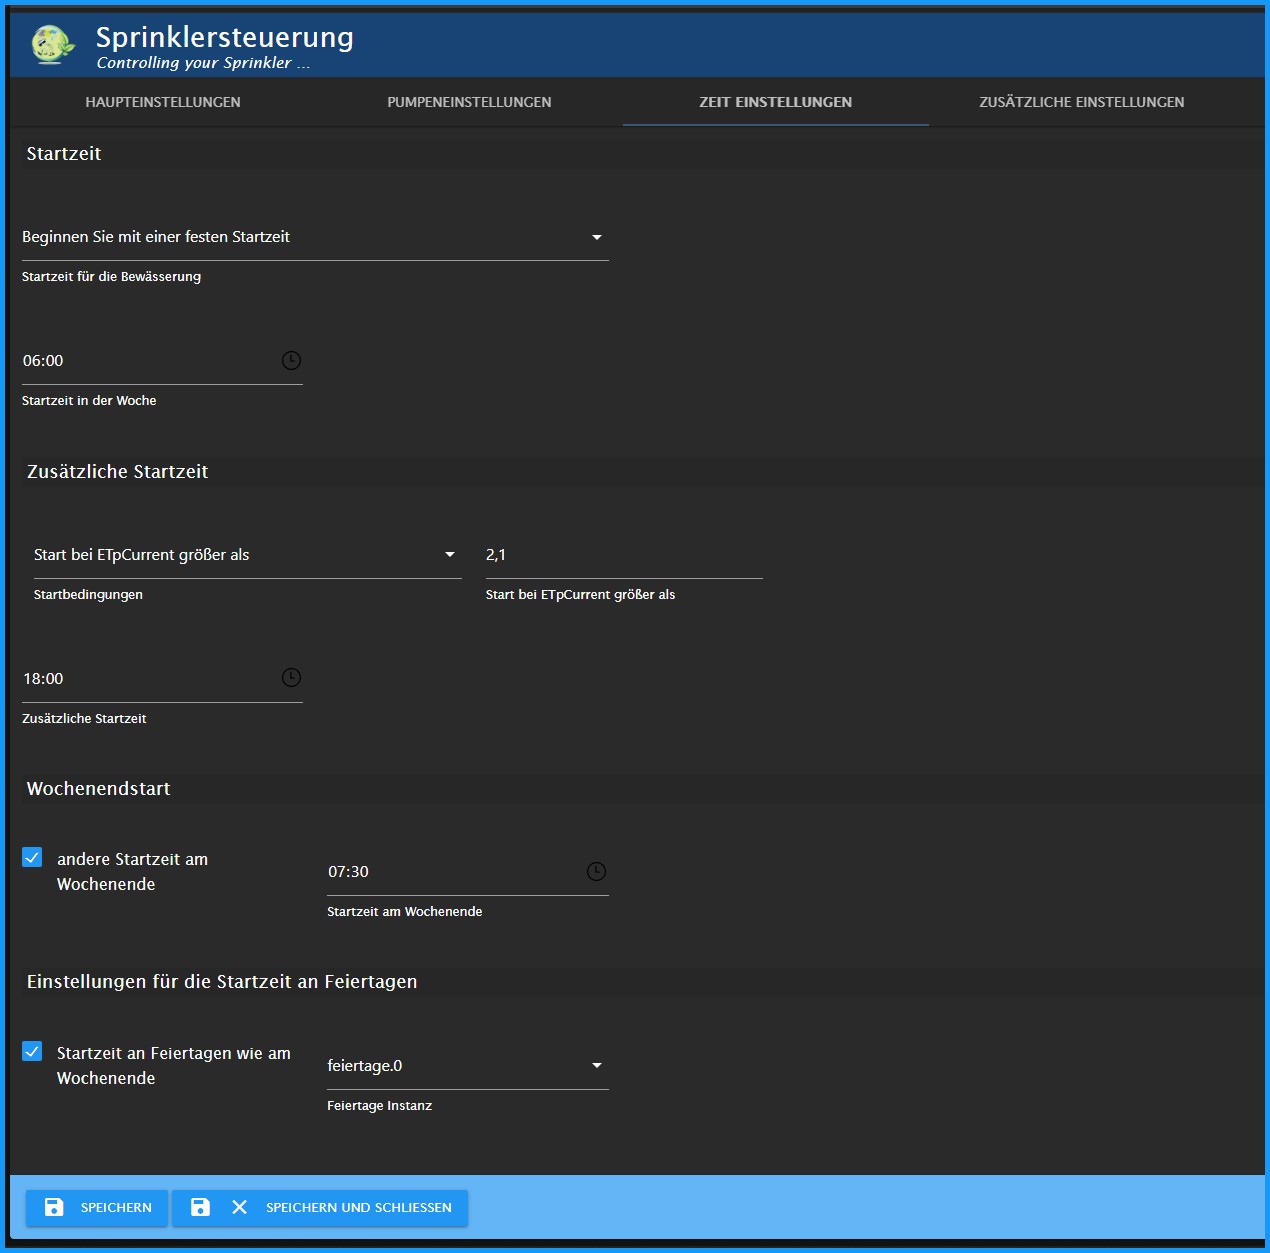 Sprinklersteuerung
Controlling your Sprinkler ...
HAUPTEINSTELLUNGEN PUMPENEINSTELLUNGEN ZEIT EINSTELLUNGEN ZUSÄTZLICHE EINSTELLUNGEN
Startzeit
Beginnen Sie mit einer festen Startzeit
Startzeit für die Bewässerung
06:00
Startzeit in der Woche
Zusätzliche Startzeit
Start bei ETpCurrent größer als 2,1
Startbedingungen Start bei ETpCurrent größer als
18:00
Zusätzliche Startzeit
Wochenendstart
andere Startzeit am
Wochenende
07:30
Startzeit am Wochenende
Einstellungen für die Startzeit an Feiertagen
Startzeit an Feiertagen wie am
Wochenende
feiertage.0
Feiertage Instanz
SPEICHERN SPEICHERN UND SCHLIESSEN